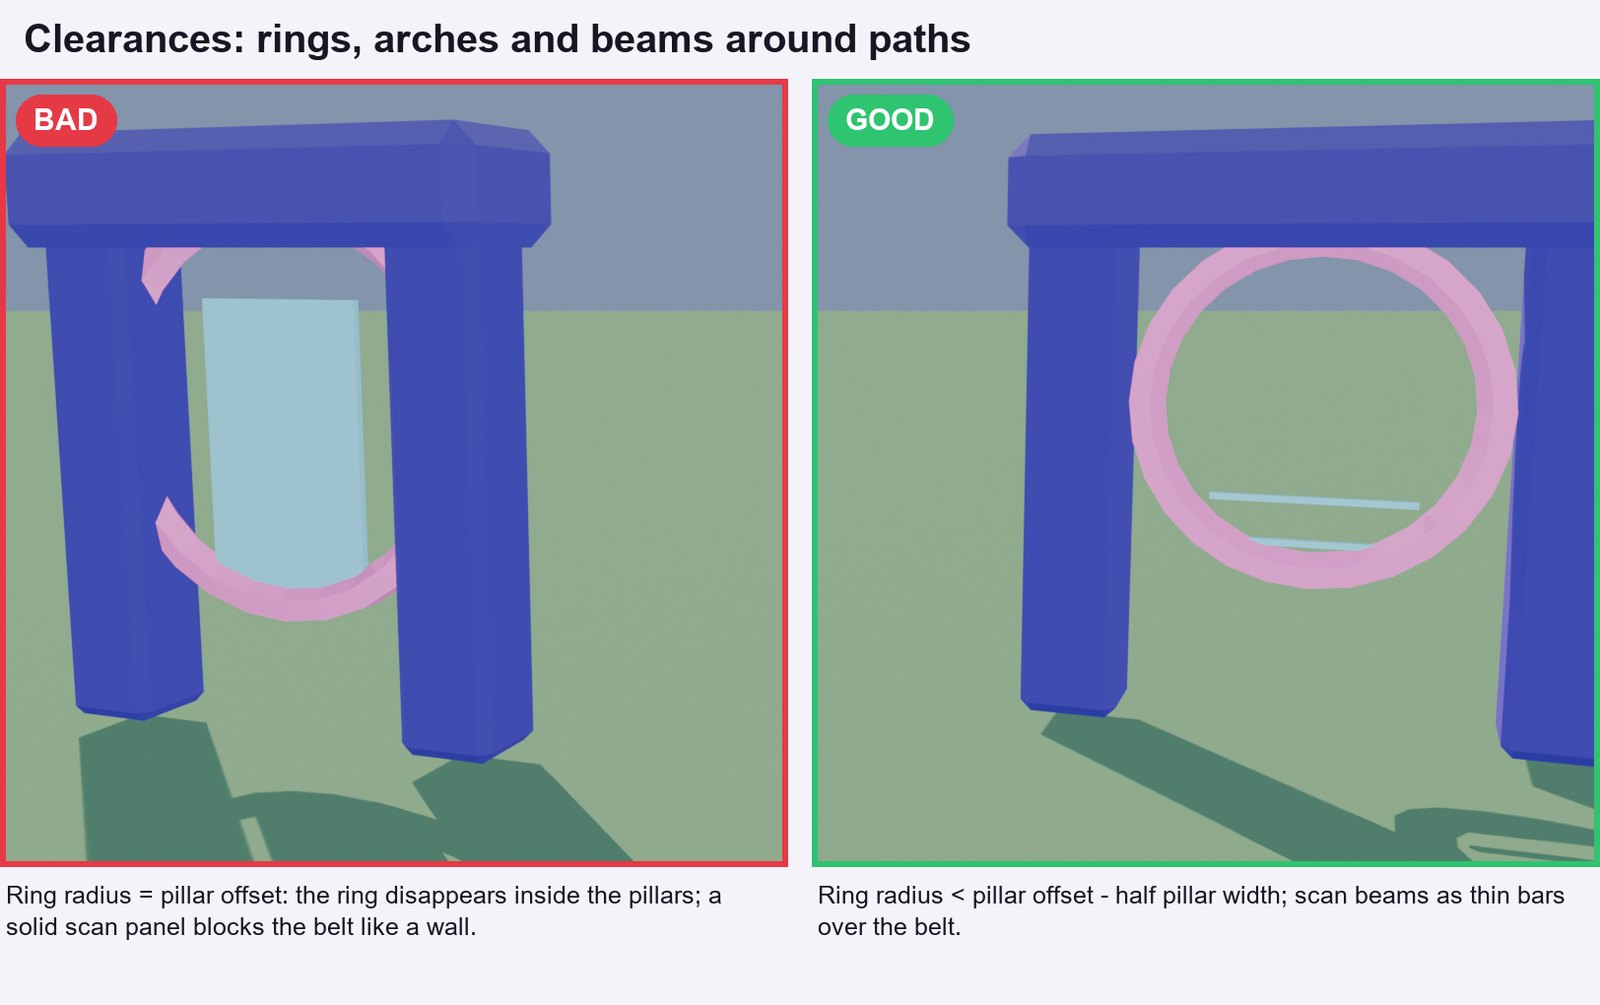 Clearances: rings, arches and beams around paths
BAD
GOOD
Ring radius = pillar offset: the ring disappears inside the pillars; a
solid scan panel blocks the belt like a wall.
Ring radius < pillar offset - half pillar width; scan beams as thin bars
over the belt.